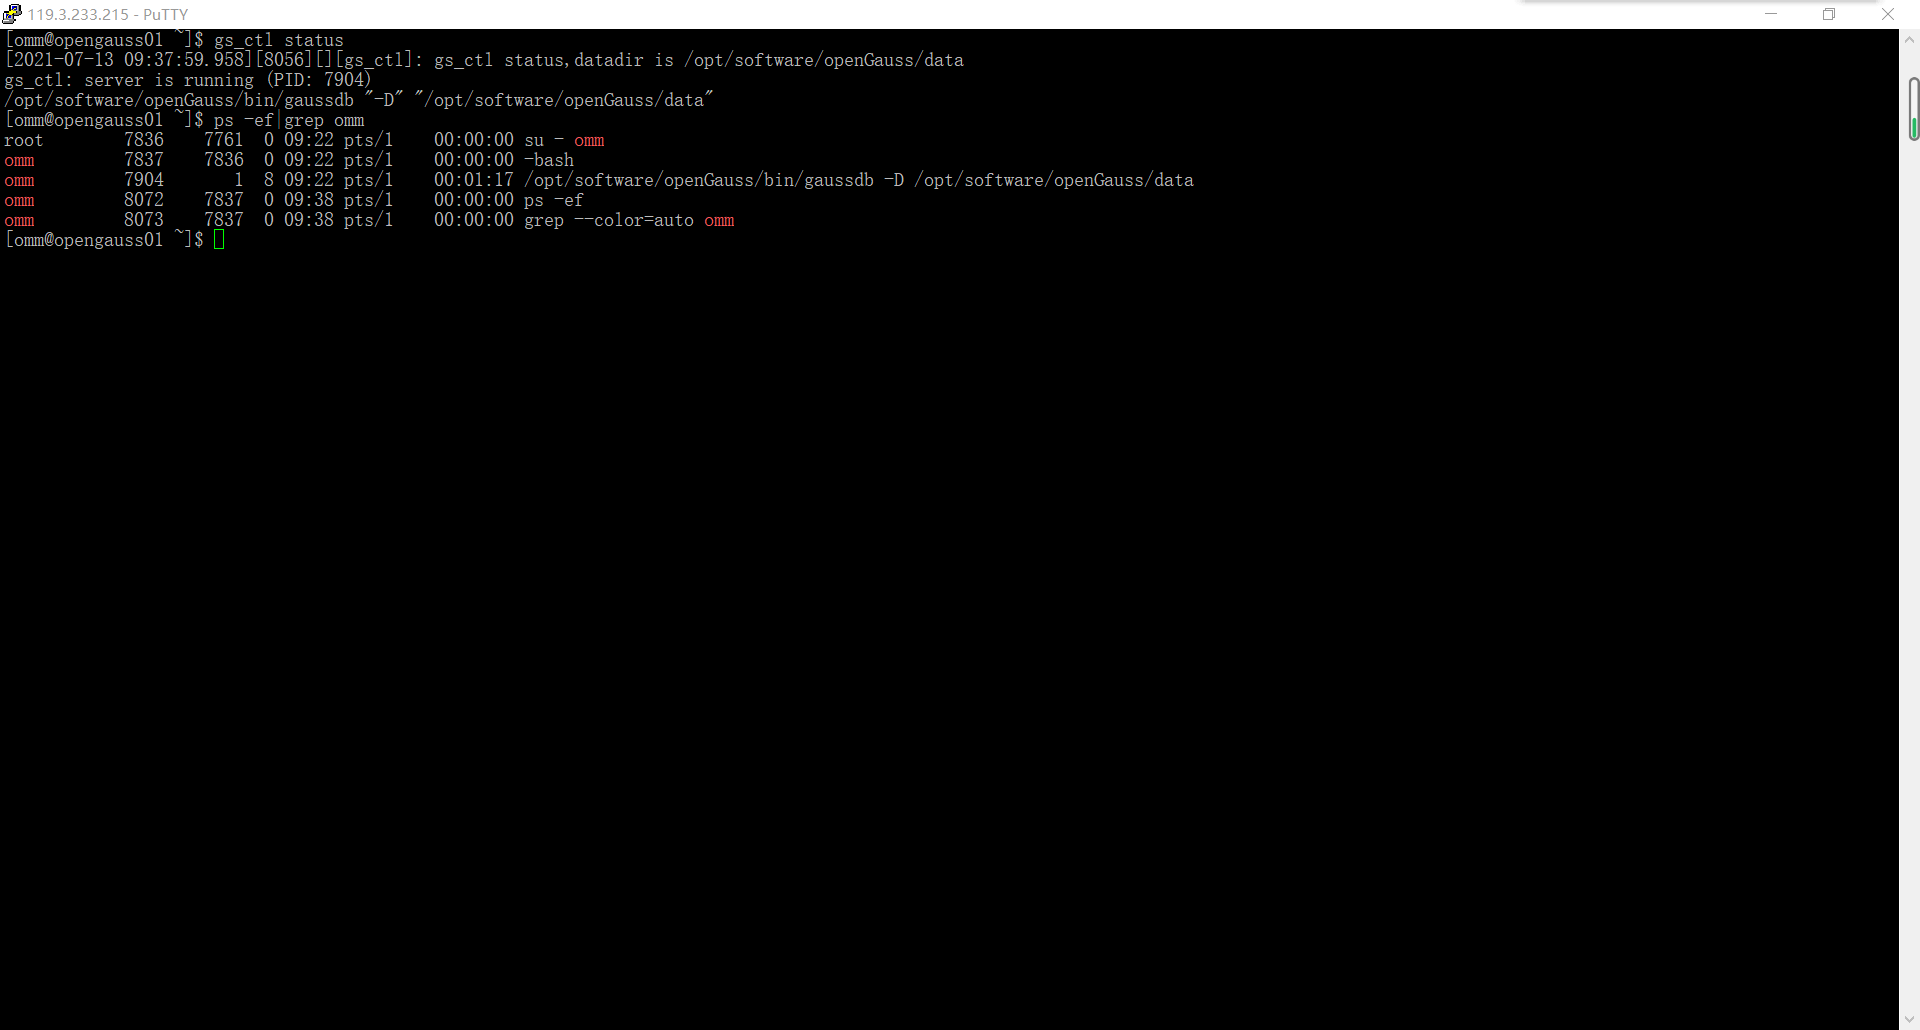 119.3.233.215 - PuTTY
[omm@opengauss01 ~]$ gs_ctl status
[2021-07-13 09:37:59.958][8056][][gs_ctl]: gs_ctl status,datadir is /opt/software/openGauss/data
gs_ctl: server is running (PID: 7904)
/opt/software/openGauss/bin/gaussdb "-D" "/opt/software/openGauss/data"
[omm@opengauss01 ~]$ ps -ef|grep omm
root        7836    7761  0 09:22 pts/1    00:00:00 su - omm
omm         7837    7836  0 09:22 pts/1    00:00:00 -bash
omm         7904       1  8 09:22 pts/1    00:01:17 /opt/software/openGauss/bin/gaussdb -D /opt/software/openGauss/data
omm         8072    7837  0 09:38 pts/1    00:00:00 ps -ef
omm         8073    7837  0 09:38 pts/1    00:00:00 grep --color=auto omm
[omm@opengauss01 ~]$